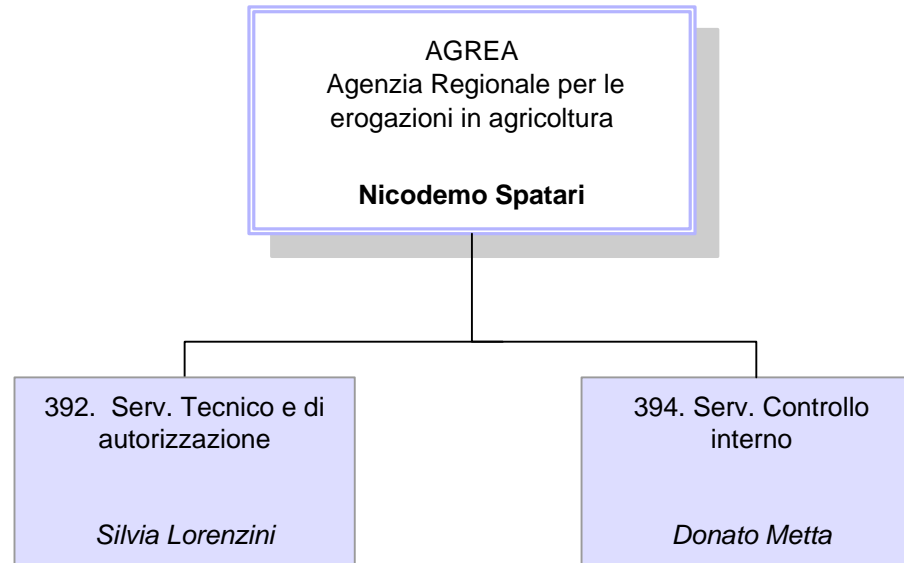 AGREA
Agenzia Regionale per le
erogazioni in agricoltura
Nicodemo Spatari
392. Serv. Tecnico e di
autorizzazione
Silvia Lorenzini
394. Serv. Controllo
interno
Donato Metta